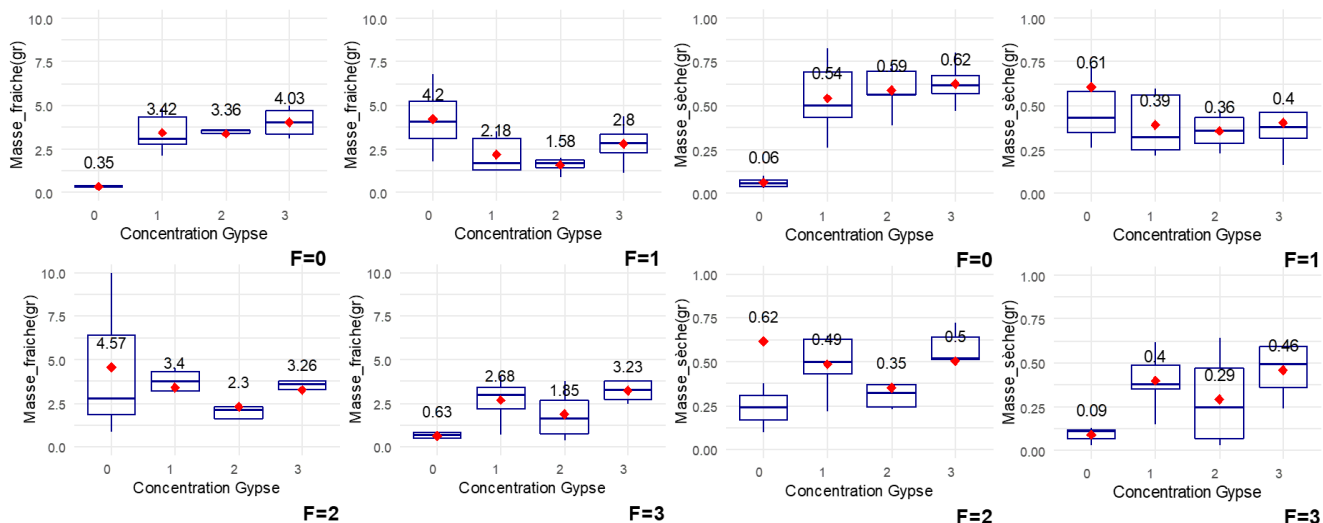 Masse_fraiche(gr)
10.0
7.5
5.0
2.5
0.0
0.35
3.42
3.36
4.03
0 1 2 3
Concentration Gypse
F=0
Masse_fraiche(gr)
10.0
7.5
5.0
2.5
0.0
4.2
2.18
1.58
2.8
0 1 2 3
Concentration Gypse
F=1
Masse_sèche(gr)
1.00
0.75
0.50
0.25
0.00
0.06
0.54
0.59
0.62
0 1 2 3
Concentration Gypse
F=0
Masse_sèche(gr)
1.00
0.75
0.50
0.25
0.00
0.61
0.39
0.36
0.4
0 1 2 3
Concentration Gypse
F=1
Masse_fraiche(gr)
10.0
7.5
5.0
2.5
0.0
4.57
3.4
2.3
3.26
0 1 2 3
Concentration Gypse
F=2
Masse_fraiche(gr)
10.0
7.5
5.0
2.5
0.0
0.63
2.68
1.85
3.23
0 1 2 3
Concentration Gypse
F=3
Masse_sèche(gr)
1.00
0.75
0.50
0.25
0.00
0.62
0.49
0.35
0.5
0 1 2 3
Concentration Gypse
F=2
Masse_sèche(gr)
1.00
0.75
0.50
0.25
0.00
0.09
0.4
0.29
0.46
0 1 2 3
Concentration Gypse
F=3